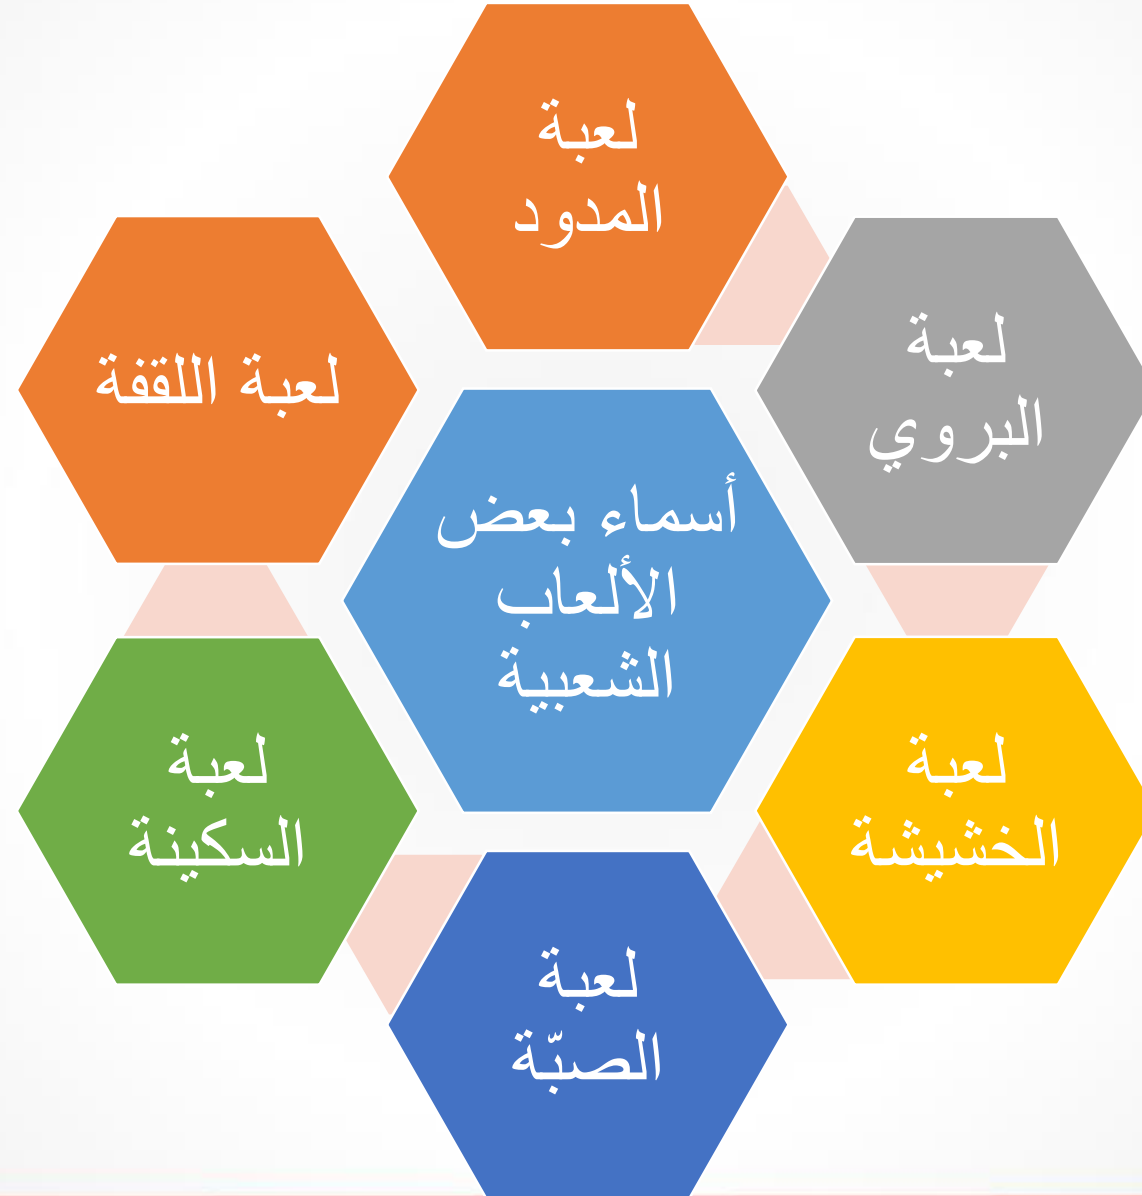 أسماء بعض
الألعاب
الشعبية
لعبة
المدود
لعبة
البروي
لعبة
الخشيشة
لعبة
الصبّة
لعبة
السكينة
لعبة اللقفة